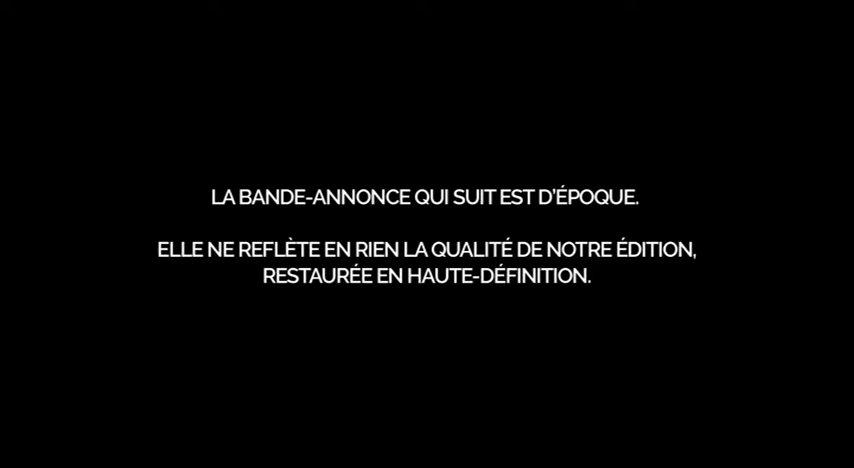 LA BANDE-ANNONCE QUI SUIT EST D'ÉPOQUE.
ELLE NE REFLÈTE EN RIEN LA QUALITÉ DE NOTRE ÉDITION,
RESTAURÉE EN HAUTE-DÉFINITION.